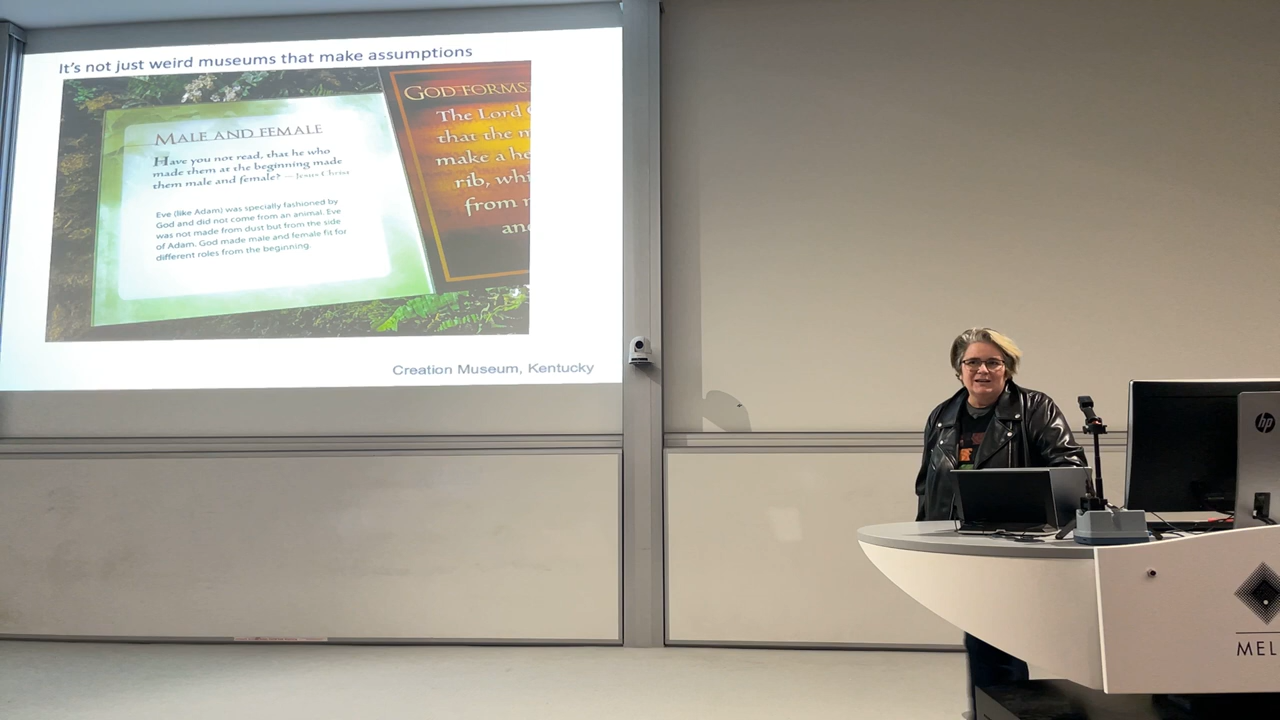 It's not just weird museums that make assumptions
MALE AND FEMALE
Have you not read, that he who
made them at the beginning made
them male and female? — Jesus Christ
Eve (like Adam) was specially fashioned by
God and did not come from an animal. Eve
was not made from dust but from the side
of Adam. God made male and female fit for
different roles from the beginning.
GOD FORMS
The Lord
that the m
make a he
rib, whi
from
an
Creation Museum, Kentucky
hp
MEL